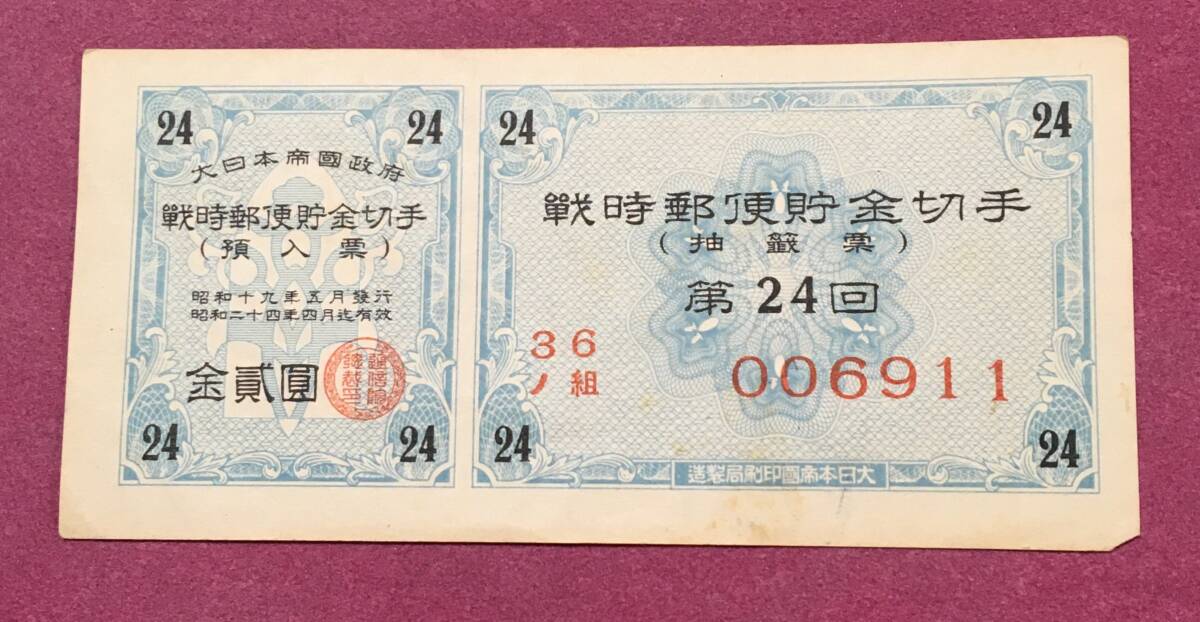 24 24
大日本帝國政府
戰時郵便貯金切手
(預入票)
昭和十九年五月發行
昭和二十四年四月迄有效
金貳圓
24 24
24 24
戰時郵便貯金切手
(抽籤票)
第24回
36
ノ組
006911
24 24
造製局刷印國帝本日大